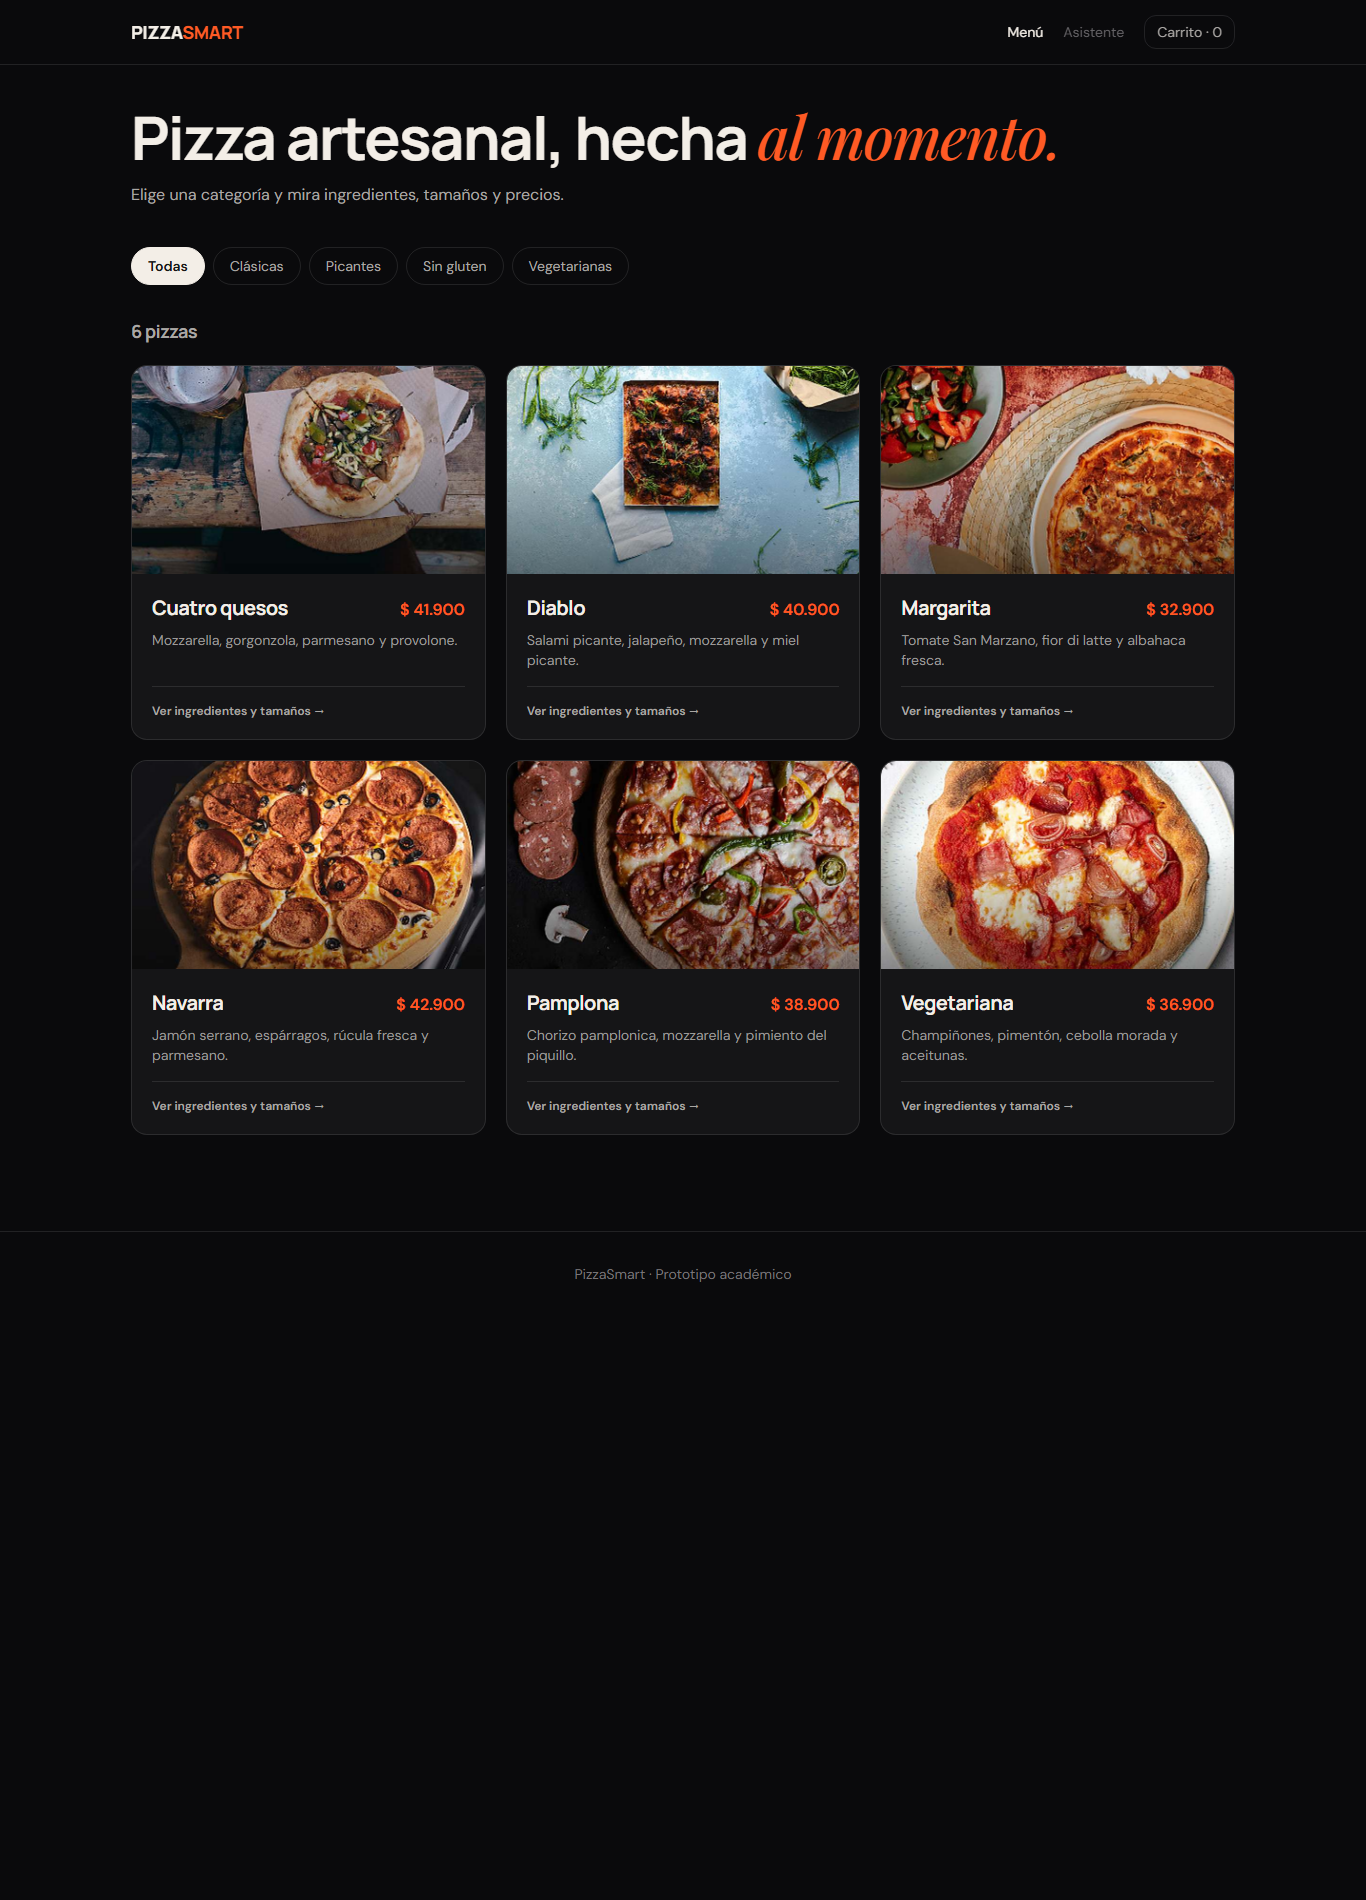 PIZZASMART
Menú
Asistente
Carrito · 0
Pizza artesanal, hecha al momento.
Elige una categoría y mira ingredientes, tamaños y precios.
Todas
Clásicas
Picantes
Sin gluten
Vegetarianas
6 pizzas
Cuatro quesos
$ 41.900
Mozzarella, gorgonzola, parmesano y provolone.
Ver ingredientes y tamaños →
Diablo
$ 40.900
Salami picante, jalapeño, mozzarella y miel
picante.
Ver ingredientes y tamaños →
Margarita
$ 32.900
Tomate San Marzano, fior di latte y albahaca
fresca.
Ver ingredientes y tamaños →
Navarra
$ 42.900
Jamón serrano, espárragos, rúcula fresca y
parmesano.
Ver ingredientes y tamaños →
Pamplona
$ 38.900
Chorizo pamplonica, mozzarella y pimiento del
piquillo.
Ver ingredientes y tamaños →
Vegetariana
$ 36.900
Champiñones, pimentón, cebolla morada y
aceitunas.
Ver ingredientes y tamaños →
PizzaSmart · Prototipo académico